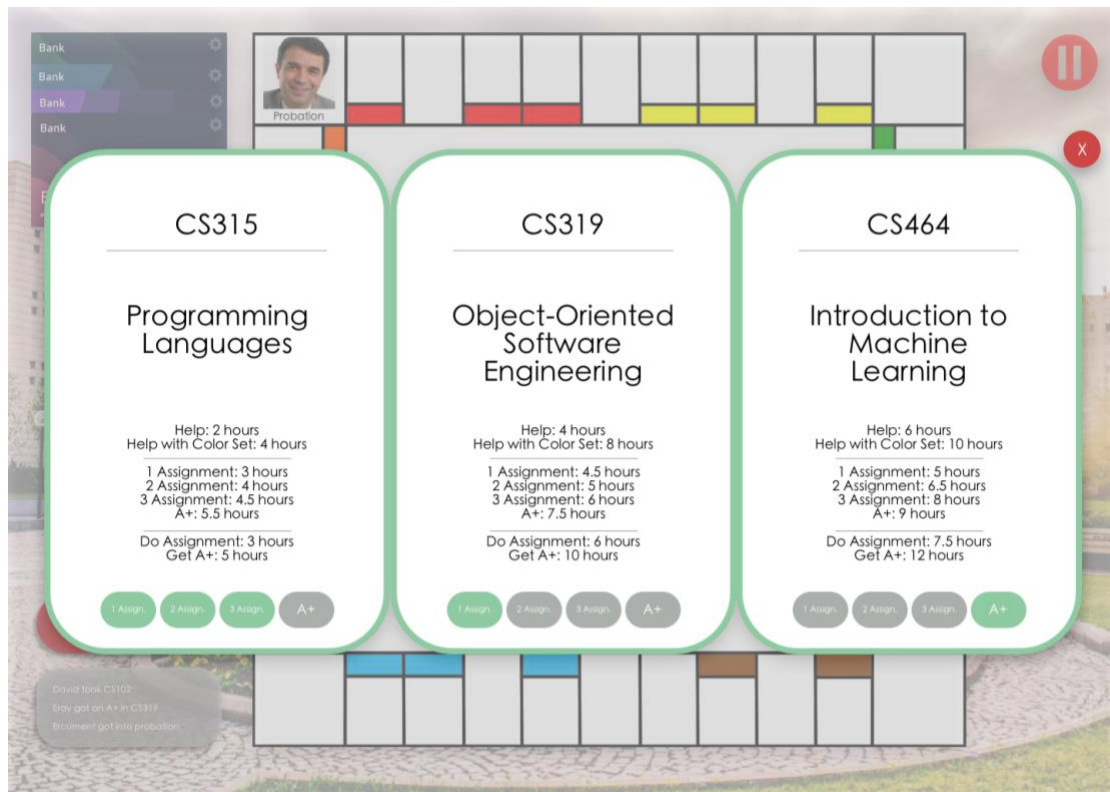 Bank
Bank
Bank
Bank
Probation
X
CS315
Programming
Languages
Help: 2 hours
Help with Color Set: 4 hours
1 Assignment: 3 hours
2 Assignment: 4 hours
3 Assignment: 4.5 hours
A+: 5.5 hours
Do Assignment: 3 hours
Get A+: 5 hours
1 Assign. 2 Assign. 3 Assign. A+
CS319
Object-Oriented
Software
Engineering
Help: 4 hours
Help with Color Set: 8 hours
1 Assignment: 4.5 hours
2 Assignment: 5 hours
3 Assignment: 6 hours
A+: 7.5 hours
Do Assignment: 6 hours
Get A+: 10 hours
1 Assign. 2 Assign. 3 Assign. A+
CS464
Introduction to
Machine
Learning
Help: 6 hours
Help with Color Set: 10 hours
1 Assignment: 5 hours
2 Assignment: 6.5 hours
3 Assignment: 8 hours
A+: 9 hours
Do Assignment: 7.5 hours
Get A+: 12 hours
1 Assign. 2 Assign. 3 Assign. A+
David took CS102
Eray got an A+ in CS319
Ercument got into probation